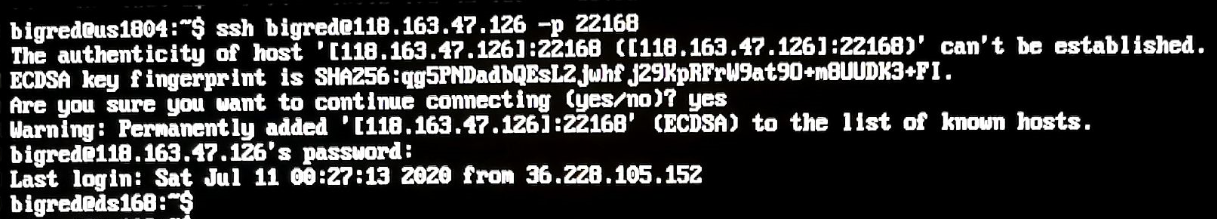 bigred@us1804:~$ ssh bigred@118.163.47.126 -p 22168
The authenticity of host '[118.163.47.126]:22168 ([118.163.47.126]:22168)' can't be established.
ECDSA key fingerprint is SHA256:qg5PNDadbQEsL2jwhfj29KpRFrW9at9O+m8UUDK3+FI.
Are you sure you want to continue connecting (yes/no)? yes
Warning: Permanently added '[118.163.47.126]:22168' (ECDSA) to the list of known hosts.
bigred@118.163.47.126's password:
Last login: Sat Jul 11 00:27:13 2020 from 36.228.105.152
bigred@ds168:~$